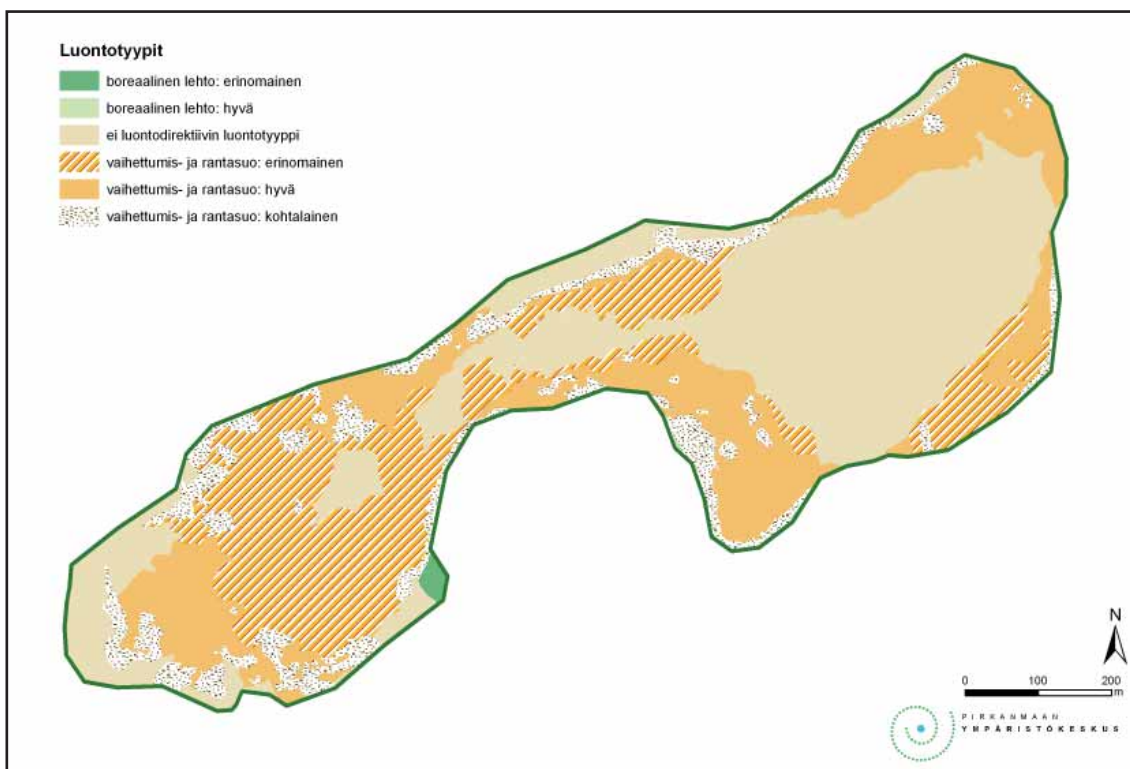 Luontotyypit
boreaalinen lehto: erinomainen
boreaalinen lehto: hyvä
ei luontodirektiivin luontotyyppi
vaihettumis- ja rantasuo: erinomainen
vaihettumis- ja rantasuo: hyvä
vaihettumis- ja rantasuo: kohtalainen
N
0 100 200
m
PIRKANMAAN
YMPÄRISTÖKESKUS